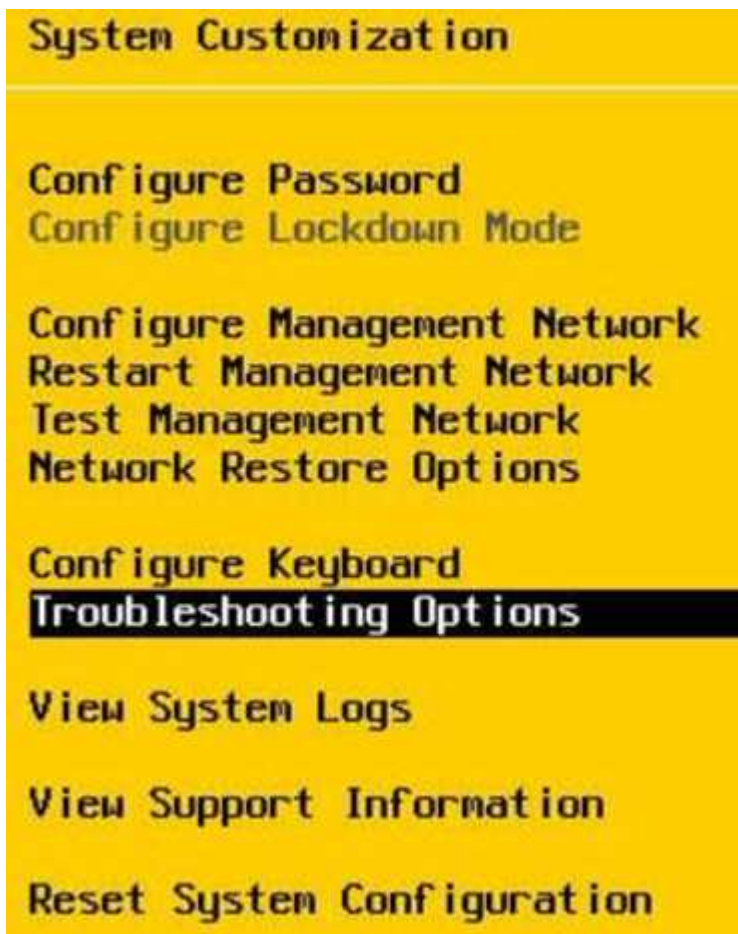 System Customization
Configure Password
Configure Lockdown Mode
Configure Management Network
Restart Management Network
Test Management Network
Network Restore Options
Configure Keyboard
Troubleshooting Options
View System Logs
View Support Information
Reset System Configuration